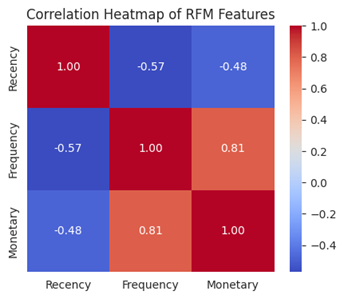 Correlation Heatmap of RFM Features
Recency
1.00
-0.57
-0.48
Frequency
-0.57
1.00
0.81
Monetary
-0.48
0.81
1.00
Recency
Frequency
Monetary
1.0
0.8
0.6
0.4
0.2
0.0
−0.2
−0.4